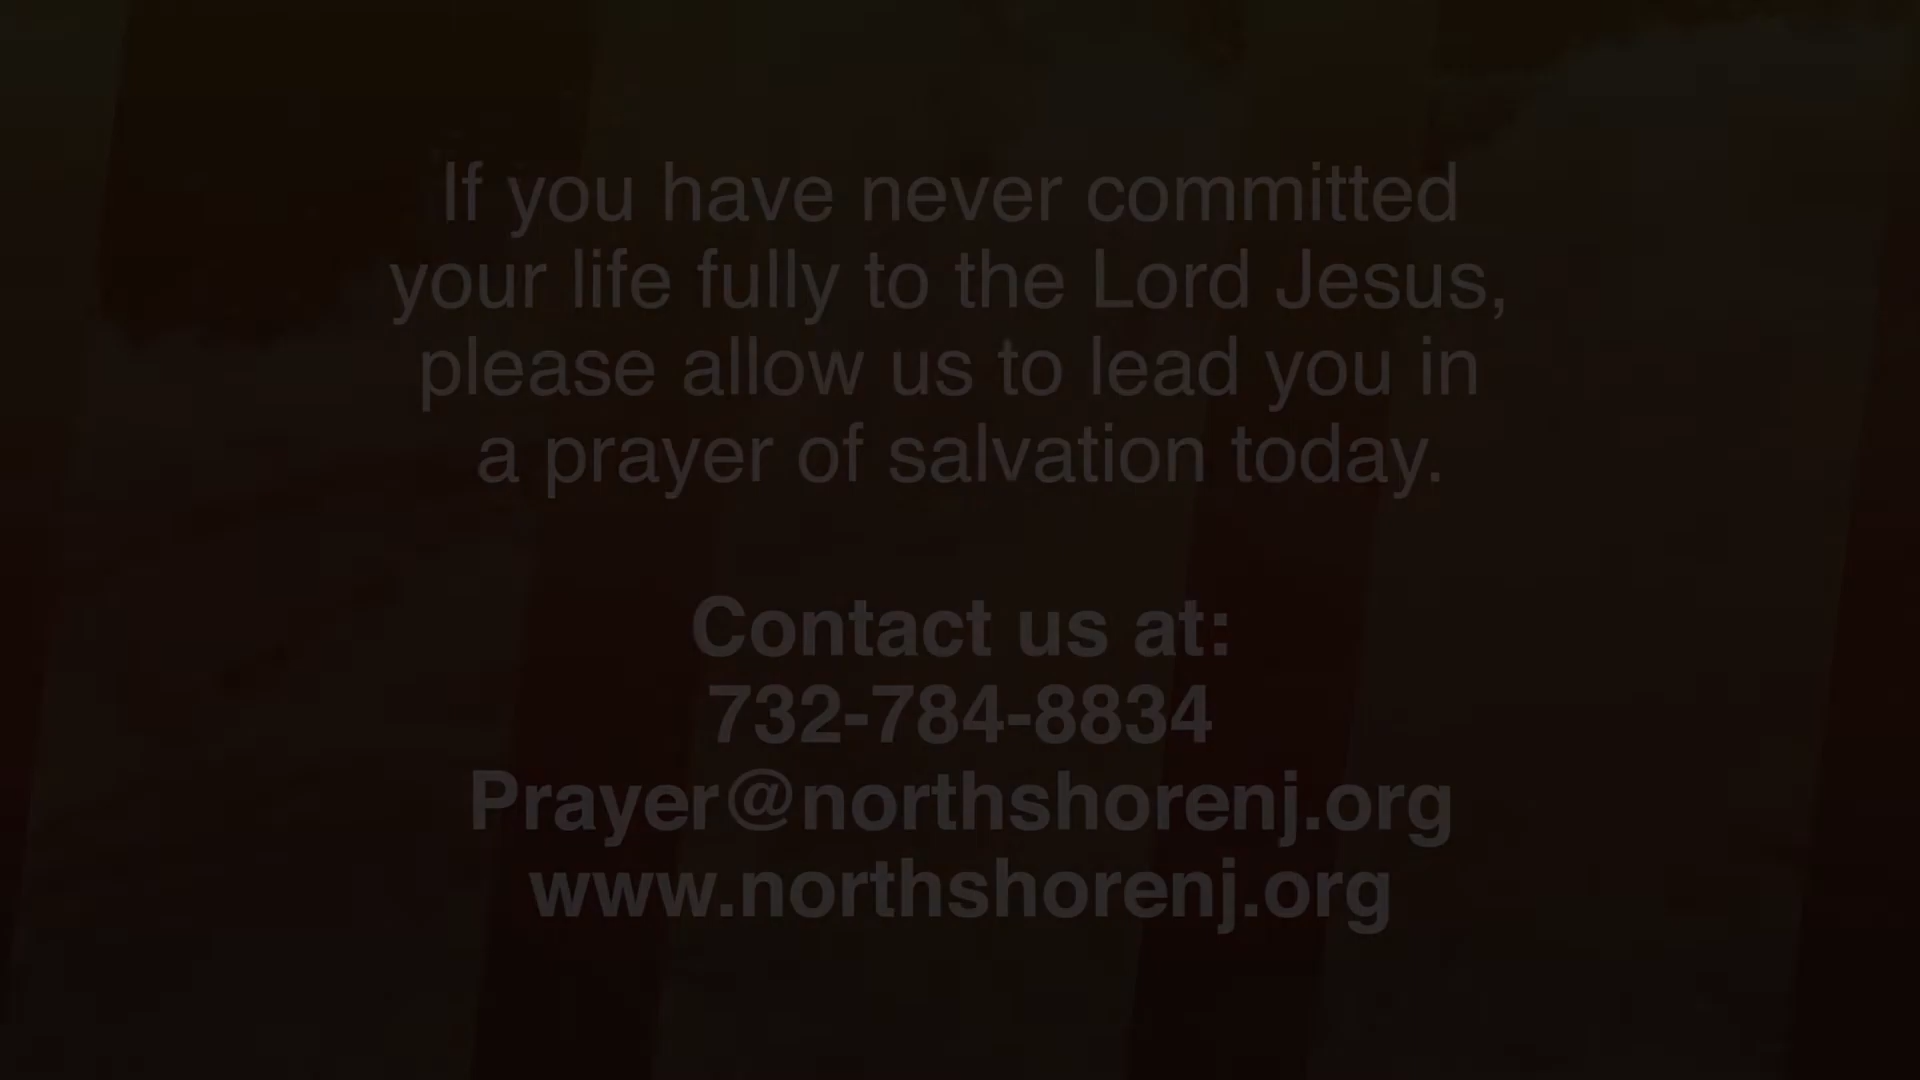 If you have never committed
your life fully to the Lord Jesus,
please allow us to lead you in
a prayer of salvation today.
Contact us at:
732-784-8834
Prayer@northshorenj.org
www.northshorenj.org